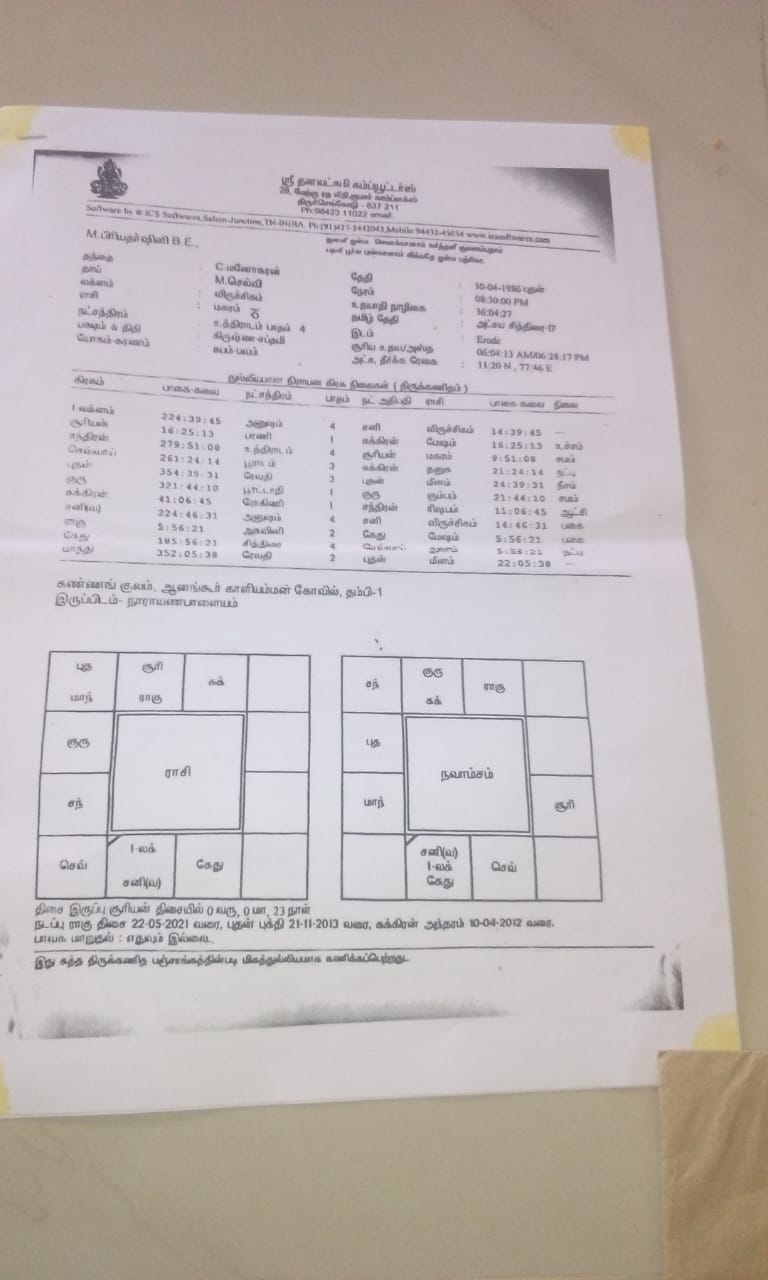 ஸ்ரீ தனலட்சுமி கம்ப்யூட்டர்ஸ்
திருச்செங்கோடு - 637 211
Ph 98423 11022 email
Software by © ICS Softwares, Salem-Junction, TN-INDIA. Ph (91)427-2442043, Mobile 94433-45614 www.icssoftwares.com
M.பிரியதர்ஷினி B.E.,
தந்தை : C.மனோகரன் தேதி : 10-04-1986 புதன்
தாய் : M.செல்வி நேரம் : 08:30:00 PM
லக்னம் : விருச்சிகம் உதயாதி நாழிகை : 36:04:27
ராசி : மகரம் தமிழ் தேதி : அட்சய சித்திரை-17
நட்சத்திரம் : உத்திராடம் பாதம் 4 இடம் : Erode
பக்ஷம் & திதி : கிருஷ்ண-சப்தமி சூரிய உதய/அஸ்த : 06:04:13 AM/06:28:17 PM
யோகம்-கரணம் : அட்ச, தீர்க்க ரேகை : 11:20 N , 77:46 E
துல்லியமான நிராயன கிரக நிலைகள் ( திருக்கணிதம் )
கிரகம் பாகை-கலை நட்சத்திரம் பாதம் நட் அதிபதி ராசி பாகை கலை நிலை
1-லக்னம் 224:39:45 அனுஷம் 4 சனி விருச்சிகம் 14:39:45 ---
சூரியன் 16:25:13 பரணி 1 சுக்கிரன் மேஷம் 16:25:13 உச்சம்
சந்திரன் 279:51:08 உத்திராடம் 4 சூரியன் மகரம் 9:51:08 சமம்
செவ்வாய் 261:24:14 பூராடம் 3 சுக்கிரன் தனுசு 21:24:14 நட்பு
புதன் 354:39:31 ரேவதி 3 புதன் மீனம் 24:39:31 நீசம்
குரு 321:44:10 பூரட்டாதி 1 குரு கும்பம் 21:44:10 சமம்
சுக்கிரன் 41:06:45 ரோகிணி 1 சந்திரன் ரிஷபம் 11:06:45 ஆட்சி
சனி(வ) 224:46:31 அனுஷம் 4 சனி விருச்சிகம் 14:46:31 பகை
ராகு 5:56:21 அசுவினி 2 கேது மேஷம் 5:56:21 பகை
கேது 185:56:21 சித்திரை 4 செவ்வாய் துலாம் 5:56:21 நட்பு
மாந்து 352:05:38 ரேவதி 2 புதன் மீனம் 22:05:38 ---
கண்ணங் குலம், ஆனங்கூர் காளியம்மன் கோவில், தம்பி-1
இருப்பிடம்- நாராயணபாளையம்
புத சூரி சுக்
மாந் ராகு
குரு
ராசி
சந்
செவ் 1-லக் கேது
சனி(வ)
சந் குரு ராகு
சுக்
புத
நவாம்சம்
மாந் சூரி
சனி(வ) செவ்
1-லக்
கேது
திசை இருப்பு சூரியன் திசையில் 0 வரு, 0 மா, 23 நாள்
நடப்பு ராகு திசை 22-05-2021 வரை, புதன் புக்தி 21-11-2013 வரை, சுக்கிரன் அந்தரம் 10-04-2012 வரை.
பாவக மாறுதல் : எதுவும் இல்லை.
இது சுத்த திருக்கணித பஞ்சாங்கத்தின்படி மிகத்துல்லியமாக கணிக்கப்பெற்றது.